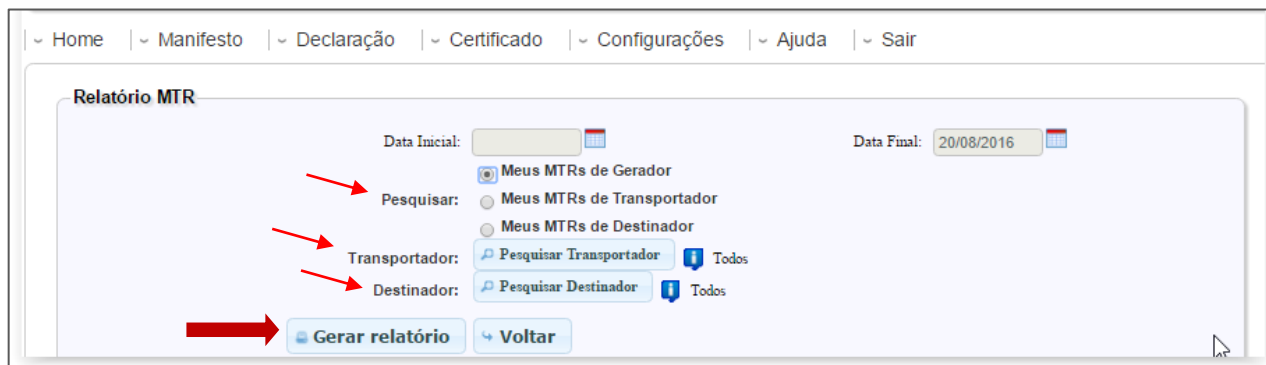 Home Manifesto Declaração Certificado Configurações Ajuda Sair
Relatório MTR
Data Inicial: Data Final: 20/08/2016
Meus MTRs de Gerador
Pesquisar: Meus MTRs de Transportador
Meus MTRs de Destinador
Transportador: Pesquisar Transportador Todos
Destinador: Pesquisar Destinador Todos
Gerar relatório Voltar